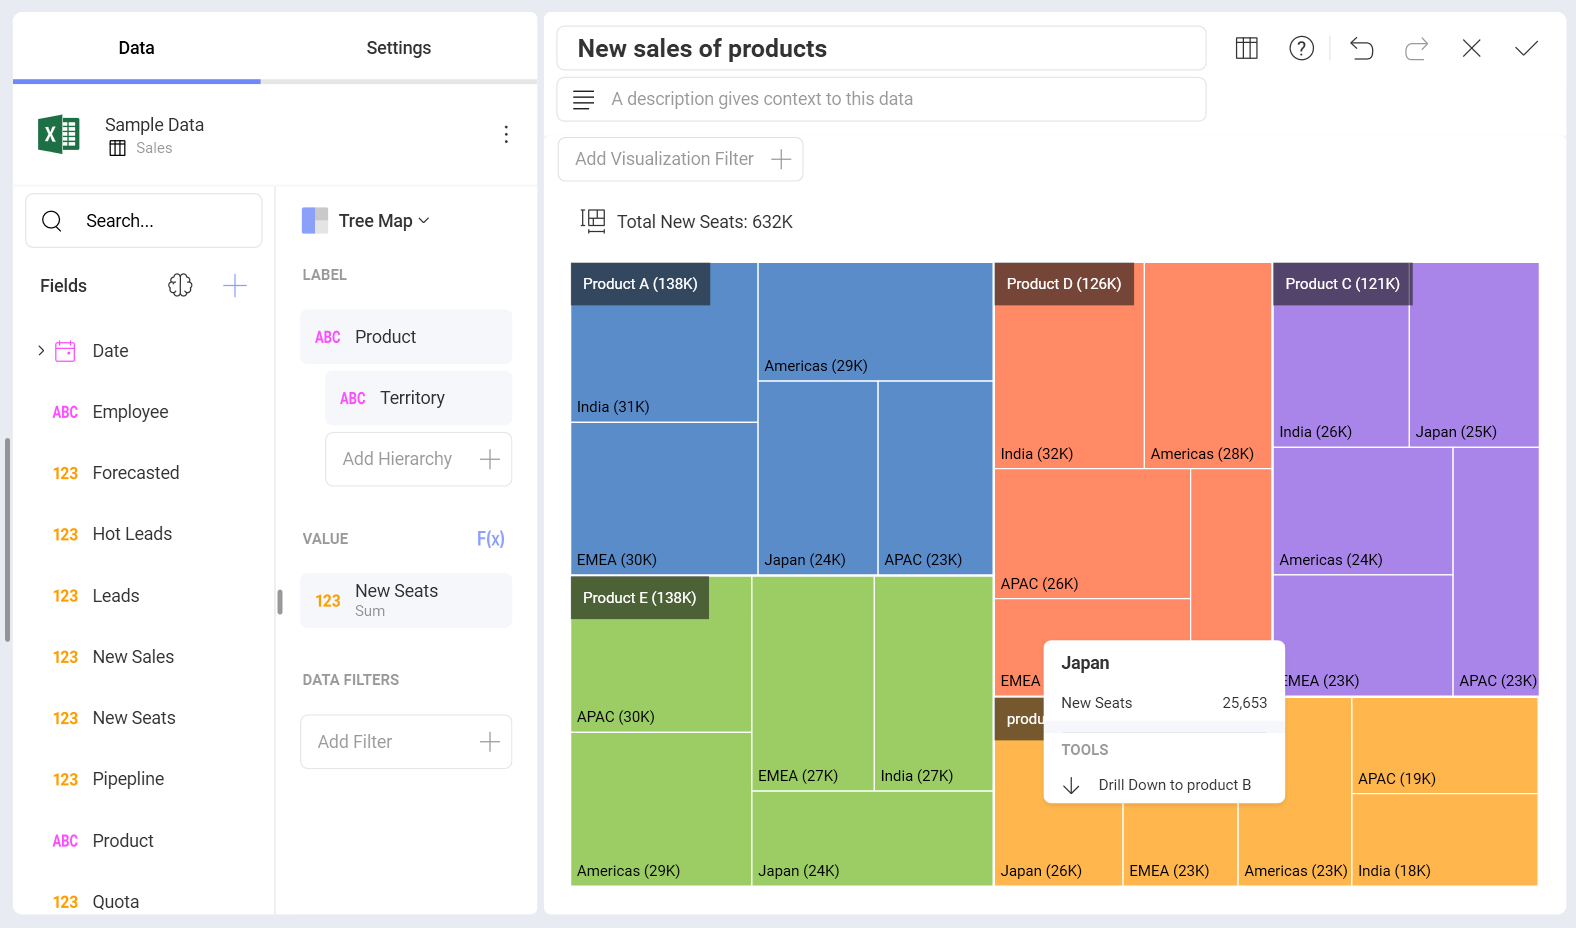 Data
Settings
Sample Data
Sales
Search...
Fields
Date
ABC Employee
123 Forecasted
123 Hot Leads
123 Leads
123 New Sales
123 New Seats
123 Pipepline
ABC Product
123 Quota
Tree Map
LABEL
ABC Product
ABC Territory
Add Hierarchy
VALUE
F(x)
123 New Seats
Sum
DATA FILTERS
Add Filter
New sales of products
A description gives context to this data
Add Visualization Filter
Total New Seats: 632K
Product A (138K)
Americas (29K)
India (31K)
EMEA (30K)
Japan (24K)
APAC (23K)
Product E (138K)
APAC (30K)
EMEA (27K)
India (27K)
Americas (29K)
Japan (24K)
Product D (126K)
India (32K)
Americas (28K)
APAC (26K)
EMEA
Product C (121K)
India (26K)
Japan (25K)
Americas (24K)
EMEA (23K)
APAC (23K)
produ
Japan (26K)
EMEA (23K)
Americas (23K)
APAC (19K)
India (18K)
Japan
New Seats 25,653
TOOLS
Drill Down to product B